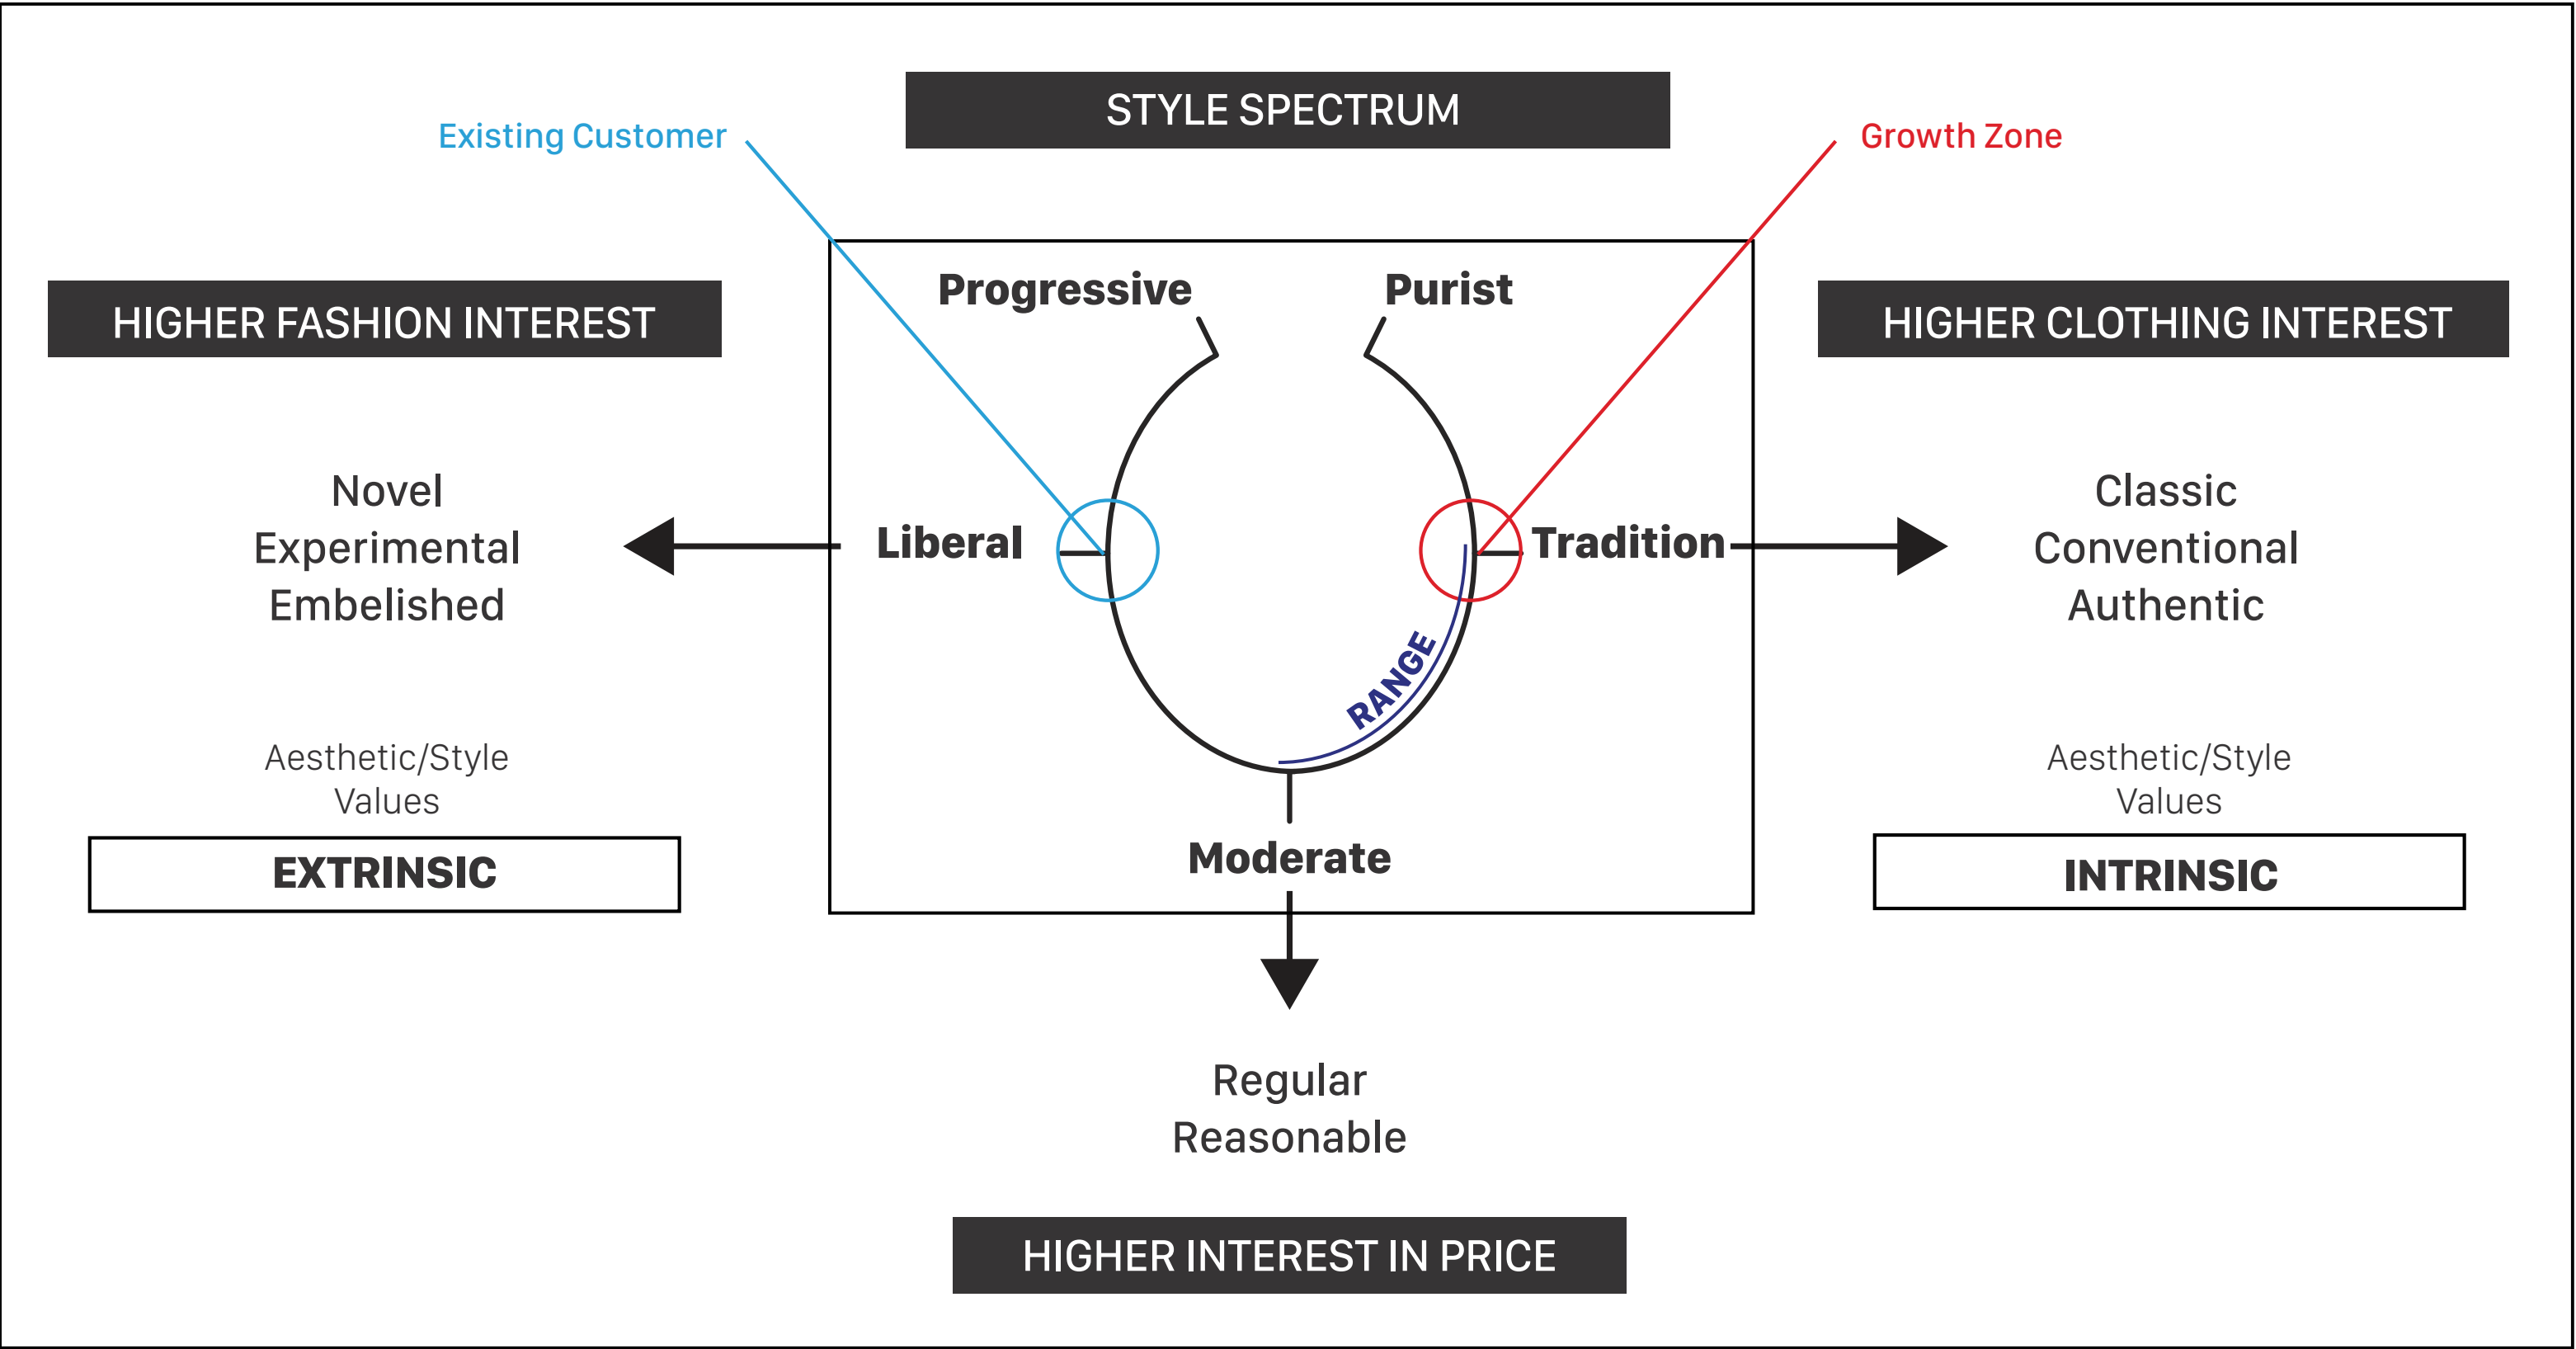 STYLE SPECTRUM
Existing Customer
Growth Zone
Progressive
Purist
HIGHER FASHION INTEREST
HIGHER CLOTHING INTEREST
Novel
Experimental
Embelished
Liberal
Tradition
Classic
Conventional
Authentic
RANGE
Aesthetic/Style
Values
EXTRINSIC
Aesthetic/Style
Values
INTRINSIC
Moderate
Regular
Reasonable
HIGHER INTEREST IN PRICE